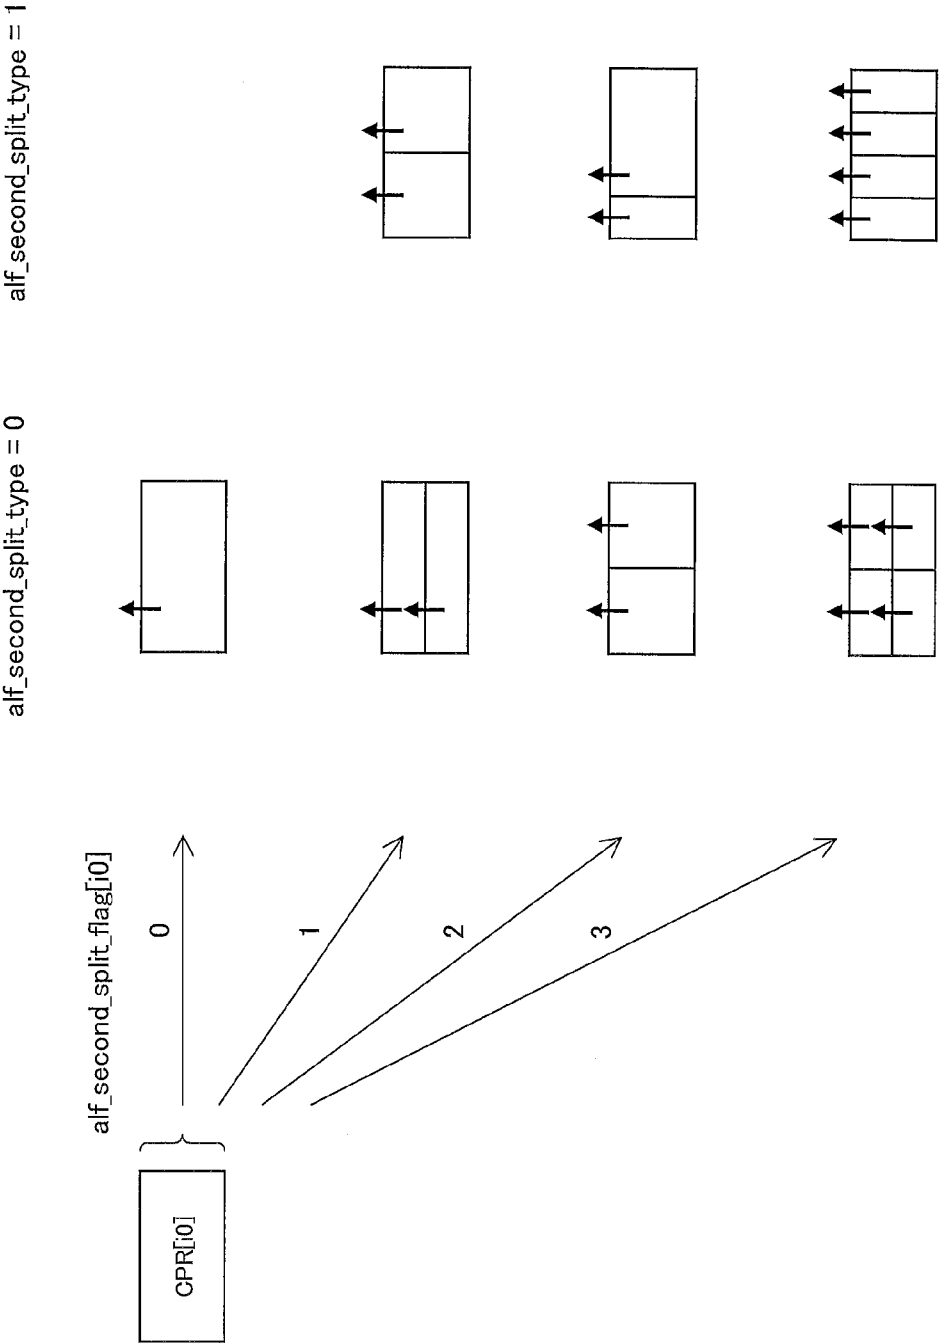 alf_second_split_type = 0
alf_second_split_type = 1
alf_second_split_flag[i0]
CPR[i0]
0
1
2
3